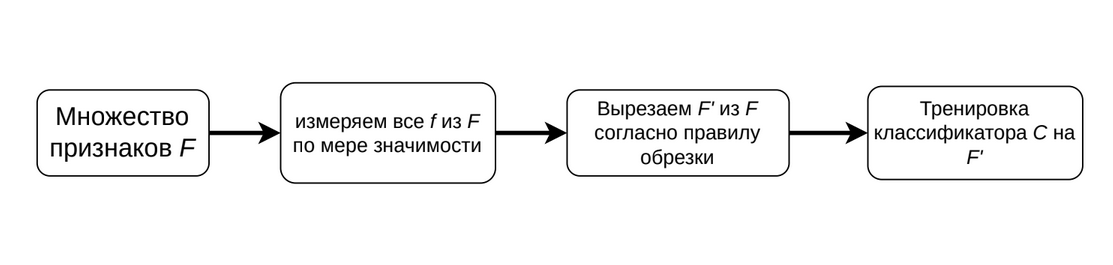 Множество
признаков F
измеряем все f из F
по мере значимости
Вырезаем F' из F
согласно правилу
обрезки
Тренировка
классификатора C на
F'